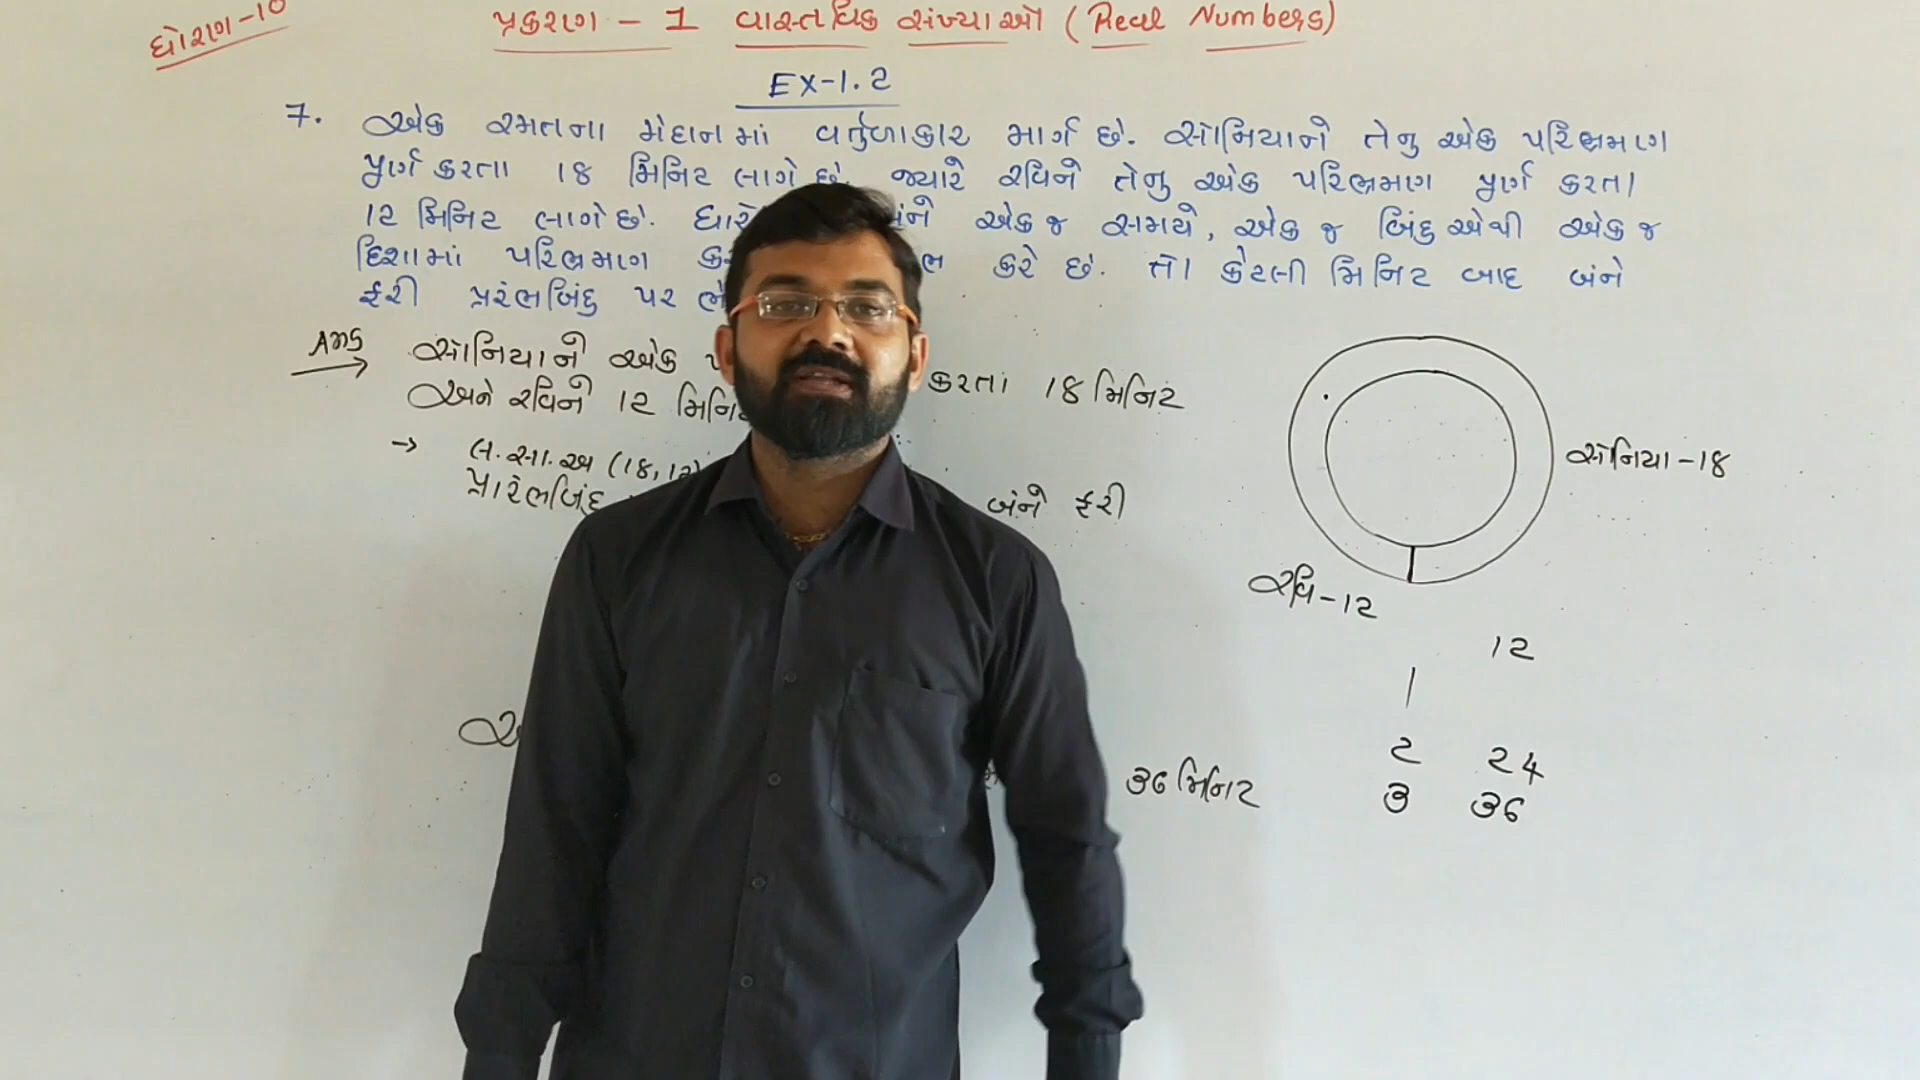 ધોરણ-10
પ્રકરણ - 1 વાસ્તવિક સંખ્યાઓ (Real Numbers)
EX-1.2
7. એક રમતના મેદાનમાં વર્તુળાકાર માર્ગ છે. સોનિયાને તેનુ એક પરિભ્રમણ
પૂર્ણ કરતા 18 મિનિટ લાગે છે. જ્યારે રવિને તેનુ એક પરિભ્રમણ પૂર્ણ કરતા
12 મિનિટ લાગે છે. એક જ સમયે, એક જ બિંદુએથી એક જ
દિશામાં પરિભ્રમણ કરે છે. તો કેટલી મિનિટ બાદ બંને
ફરી પ્રરંભબિંદુ પર
Ans સોનિયાને એક કરતાં 18 મિનિટ
અને રવિને 12 મિનિટ
→ લ.સા.અ (18, 12)
પ્રારંભબિંદુ બંને ફરી
36 મિનિટ
સોનિયા-18
રવિ-12
12
1
2 24
3 36